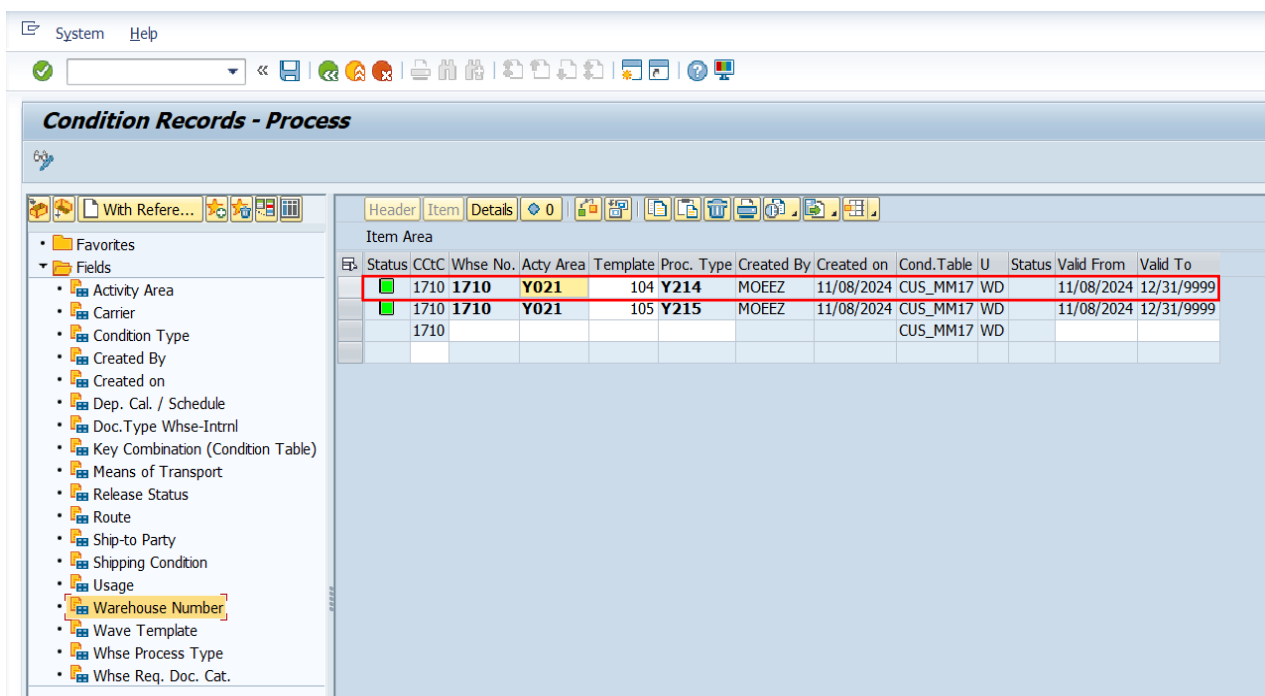 System Help
Condition Records - Process
With Refere...
Header Item Details 0
Item Area
Favorites
Fields
Activity Area
Carrier
Condition Type
Created By
Created on
Dep. Cal. / Schedule
Doc.Type Whse-Intrnl
Key Combination (Condition Table)
Means of Transport
Release Status
Route
Ship-to Party
Shipping Condition
Usage
Warehouse Number
Wave Template
Whse Process Type
Whse Req. Doc. Cat.
Status CCtC Whse No. Acty Area Template Proc. Type Created By Created on Cond.Table U Status Valid From Valid To
1710 1710 Y021 104 Y214 MOEEZ 11/08/2024 CUS_MM17 WD 11/08/2024 12/31/9999
1710 1710 Y021 105 Y215 MOEEZ 11/08/2024 CUS_MM17 WD 11/08/2024 12/31/9999
1710 CUS_MM17 WD